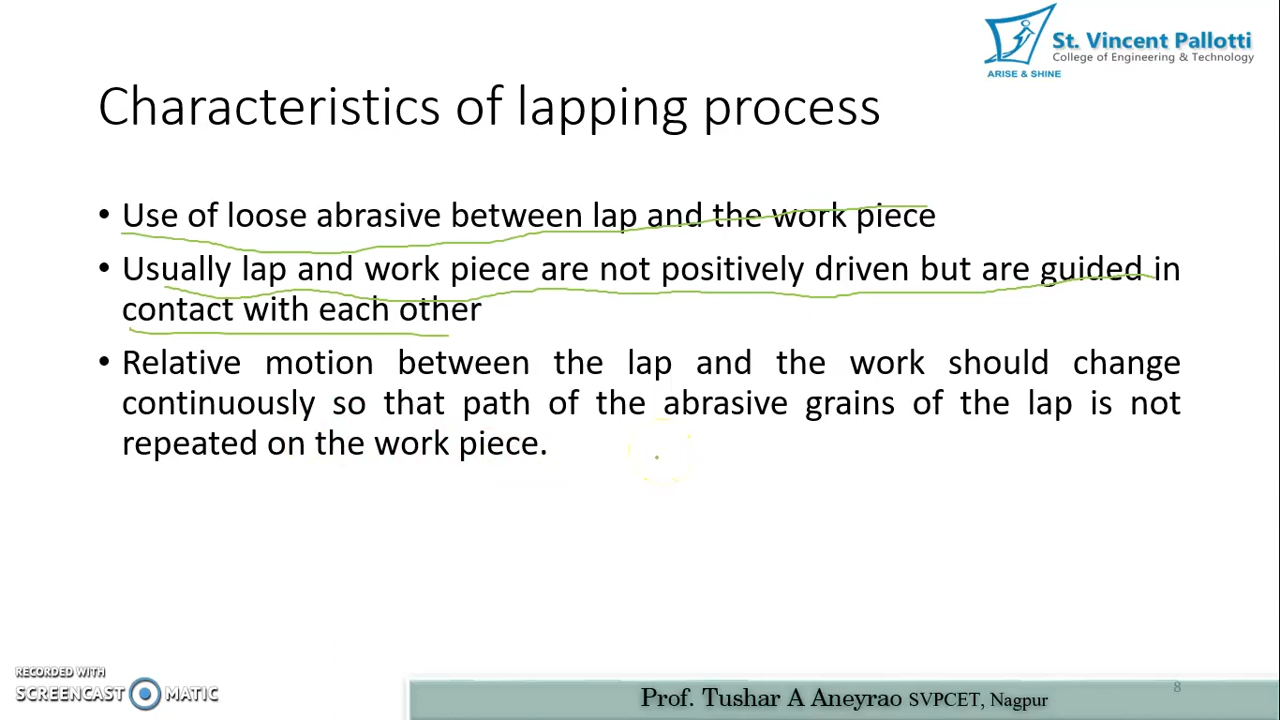 St. Vincent Pallotti
College of Engineering & Technology
ARISE & SHINE
Characteristics of lapping process
• Use of loose abrasive between lap and the work piece
• Usually lap and work piece are not positively driven but are guided in
contact with each other
• Relative motion between the lap and the work should change
continuously so that path of the abrasive grains of the lap is not
repeated on the work piece.
RECORDED WITH
SCREENCAST MATIC
Prof. Tushar A Aneyrao SVPCET, Nagpur
8